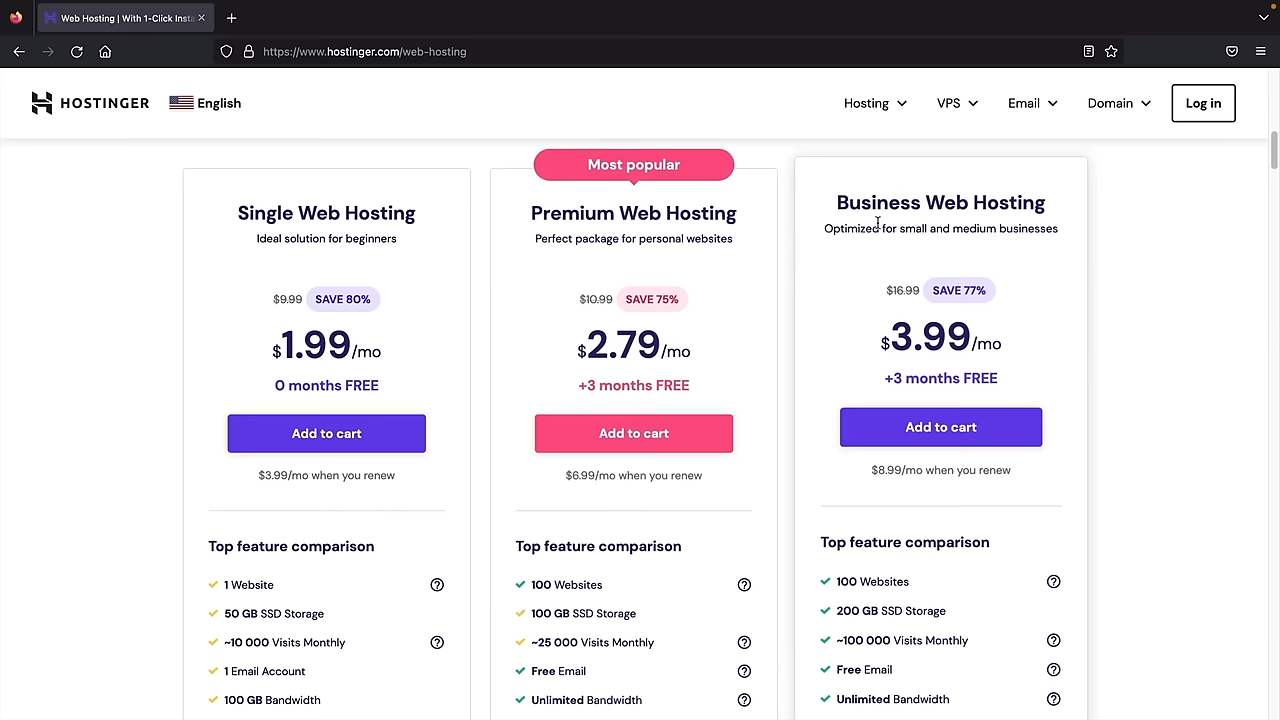 Web Hosting | With 1-Click Insta
https://www.hostinger.com/web-hosting
HOSTINGER
English
Hosting
VPS
Email
Domain
Log in
Single Web Hosting
Ideal solution for beginners
$9.99 SAVE 80%
$1.99/mo
0 months FREE
Add to cart
$3.99/mo when you renew
Top feature comparison
1 Website
50 GB SSD Storage
~10 000 Visits Monthly
1 Email Account
100 GB Bandwidth
Most popular
Premium Web Hosting
Perfect package for personal websites
$10.99 SAVE 75%
$2.79/mo
+3 months FREE
Add to cart
$6.99/mo when you renew
Top feature comparison
100 Websites
100 GB SSD Storage
~25 000 Visits Monthly
Free Email
Unlimited Bandwidth
Business Web Hosting
Optimized for small and medium businesses
$16.99 SAVE 77%
$3.99/mo
+3 months FREE
Add to cart
$8.99/mo when you renew
Top feature comparison
100 Websites
200 GB SSD Storage
~100 000 Visits Monthly
Free Email
Unlimited Bandwidth